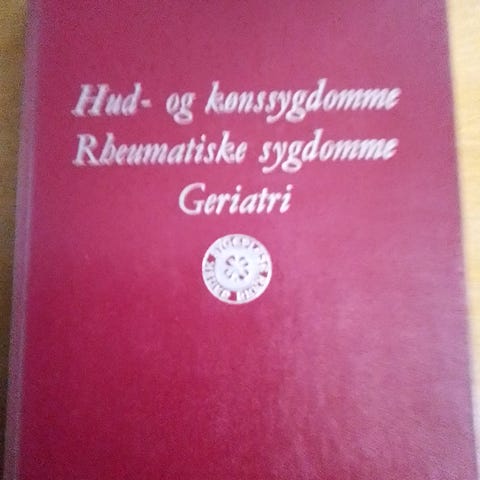 Hud- og kønssygdomme
Rheumatiske sygdomme
Geriatri